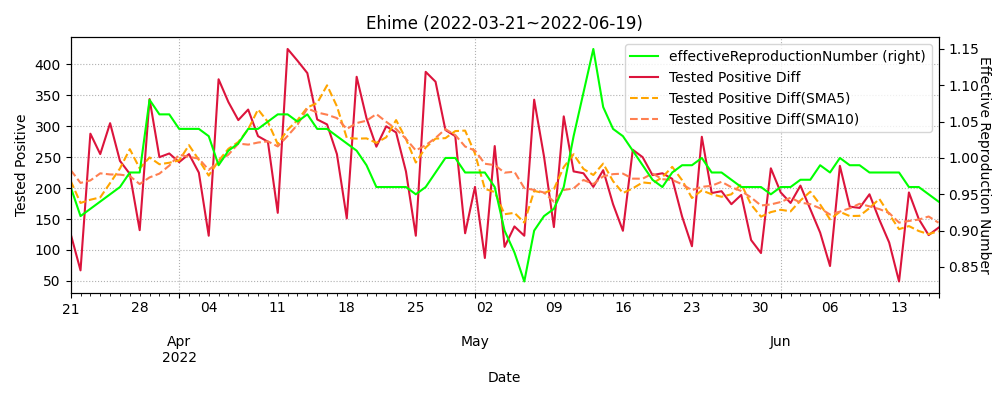 Ehime (2022-03-21~2022-06-19)
effectiveReproductionNumber (right)
Tested Positive Diff
Tested Positive Diff(SMA5)
Tested Positive Diff(SMA10)
Tested Positive
400
350
300
250
200
150
100
50
1.15
1.10
1.05
1.00
0.95
0.90
0.85
Effective Reproduction Number
21 28 04 11 18 25 02 09 16 23 30 06 13
Apr May Jun
2022
Date